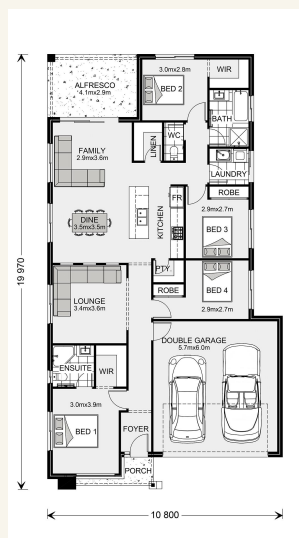 3.0mx2.8m
WIR
BED 2
ALFRESCO
4.1mx2.9m
WC
BATH
LINEN
FAMILY
2.9mx3.6m
LAUNDRY
ROBE
FR
2.9mx2.7m
DINE
3.5mx3.5m
KITCHEN
BED 3
PTY
BED 4
ROBE
LOUNGE
3.4mx3.6m
2.9mx2.7m
DOUBLE GARAGE
5.7mx6.0m
ENSUITE
WIR
3.0mx3.9m
BED 1
FOYER
PORCH
19 970
10 800